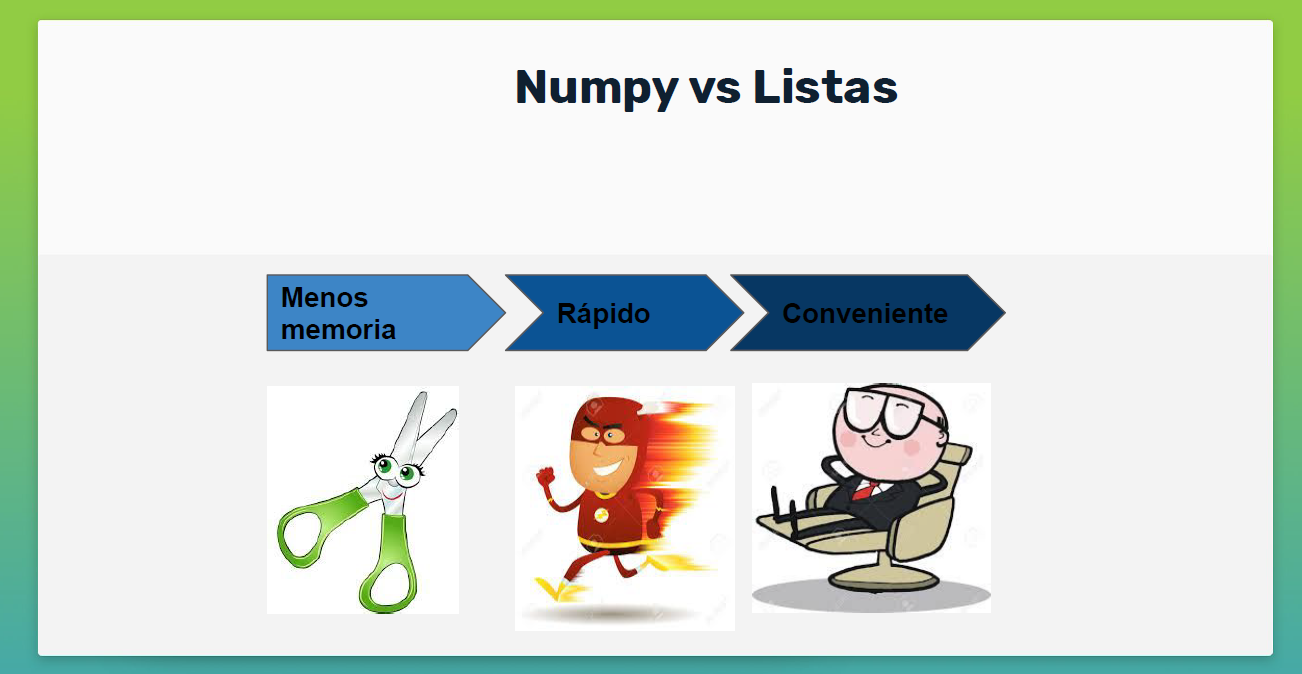 Numpy vs Listas
Menos
memoria
Rápido
Conveniente